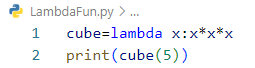 LambdaFun.py > ...
1 cube=lambda x:x*x*x
2 print(cube(5))